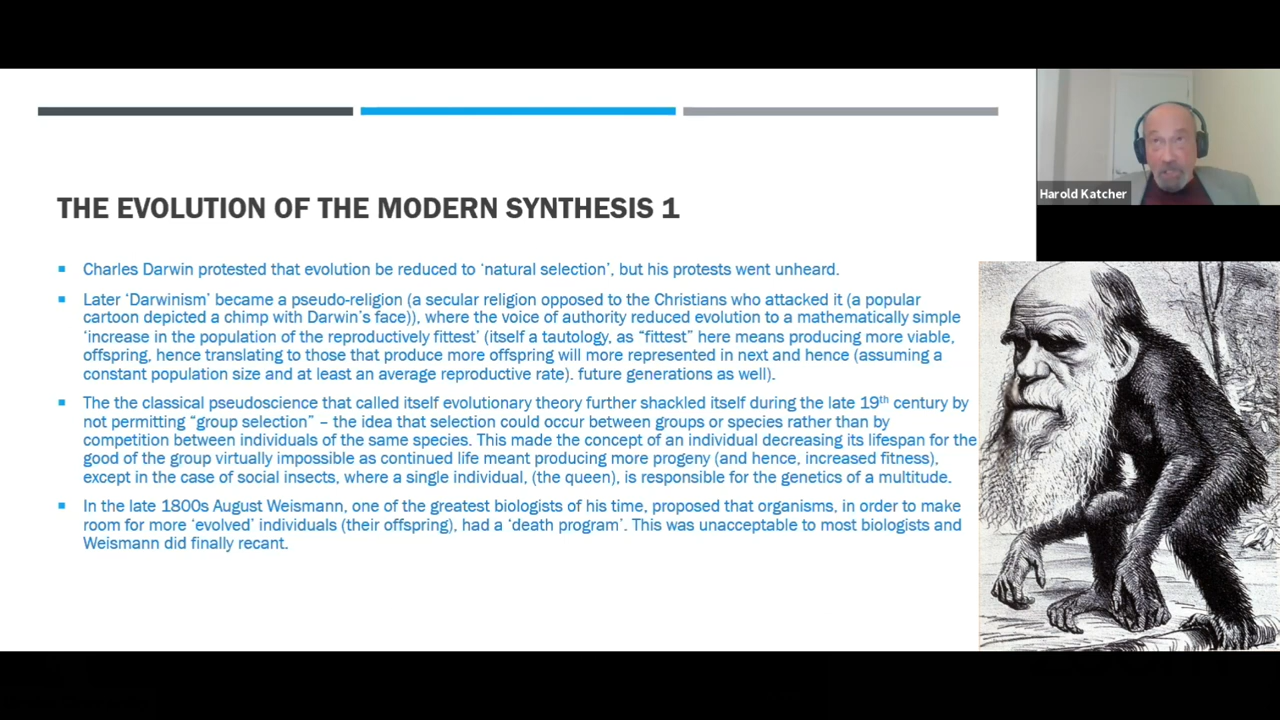 THE EVOLUTION OF THE MODERN SYNTHESIS 1
Charles Darwin protested that evolution be reduced to ‘natural selection’, but his protests went unheard.
Later ‘Darwinism’ became a pseudo-religion (a secular religion opposed to the Christians who attacked it (a popular
cartoon depicted a chimp with Darwin’s face)), where the voice of authority reduced evolution to a mathematically simple
‘increase in the population of the reproductively fittest’ (itself a tautology, as “fittest” here means producing more viable,
offspring, hence translating to those that produce more offspring will more represented in next and hence (assuming a
constant population size and at least an average reproductive rate). future generations as well).
The the classical pseudoscience that called itself evolutionary theory further shackled itself during the late 19th century by
not permitting “group selection” – the idea that selection could occur between groups or species rather than by
competition between individuals of the same species. This made the concept of an individual decreasing its lifespan for the
good of the group virtually impossible as continued life meant producing more progeny (and hence, increased fitness),
except in the case of social insects, where a single individual, (the queen), is responsible for the genetics of a multitude.
In the late 1800s August Weismann, one of the greatest biologists of his time, proposed that organisms, in order to make
room for more ‘evolved’ individuals (their offspring), had a ‘death program’. This was unacceptable to most biologists and
Weismann did finally recant.
Harold Katcher